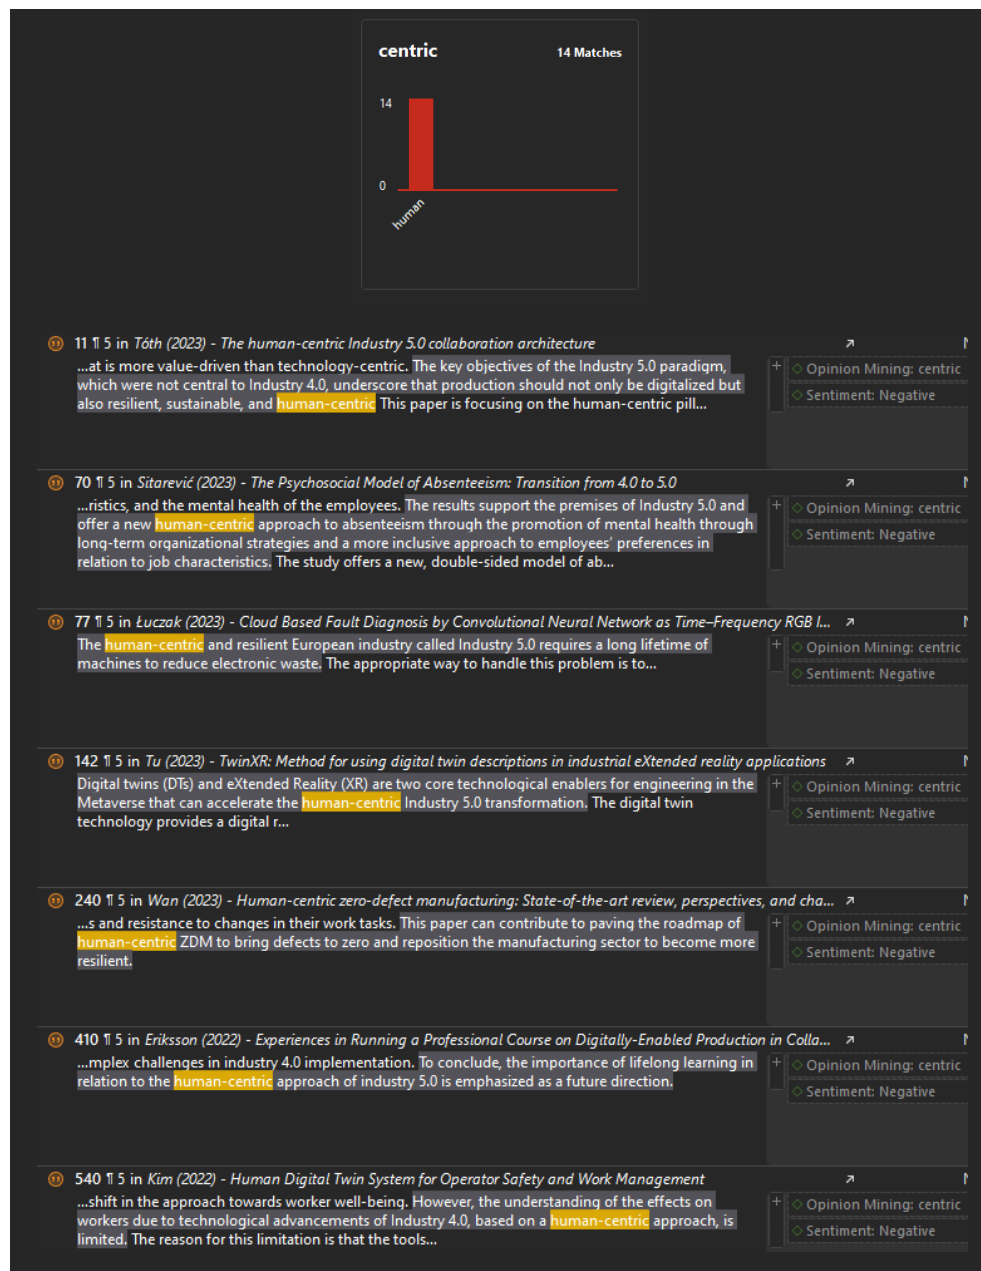 centric
14 Matches
14
0
human
11 ¶ 5 in Tóth (2023) - The human-centric Industry 5.0 collaboration architecture
...at is more value-driven than technology-centric. The key objectives of the Industry 5.0 paradigm,
which were not central to Industry 4.0, underscore that production should not only be digitalized but
also resilient, sustainable, and human-centric This paper is focusing on the human-centric pill...
Opinion Mining: centric
Sentiment: Negative
70 ¶ 5 in Sitarević (2023) - The Psychosocial Model of Absenteeism: Transition from 4.0 to 5.0
...ristics, and the mental health of the employees. The results support the premises of Industry 5.0 and
offer a new human-centric approach to absenteeism through the promotion of mental health through
long-term organizational strategies and a more inclusive approach to employees' preferences in
relation to job characteristics. The study offers a new, double-sided model of ab...
Opinion Mining: centric
Sentiment: Negative
77 ¶ 5 in Łuczak (2023) - Cloud Based Fault Diagnosis by Convolutional Neural Network as Time–Frequency RGB I...
The human-centric and resilient European industry called Industry 5.0 requires a long lifetime of
machines to reduce electronic waste. The appropriate way to handle this problem is to...
Opinion Mining: centric
Sentiment: Negative
142 ¶ 5 in Tu (2023) - TwinXR: Method for using digital twin descriptions in industrial eXtended reality applications
Digital twins (DTs) and eXtended Reality (XR) are two core technological enablers for engineering in the
Metaverse that can accelerate the human-centric Industry 5.0 transformation. The digital twin
technology provides a digital r...
Opinion Mining: centric
Sentiment: Negative
240 ¶ 5 in Wan (2023) - Human-centric zero-defect manufacturing: State-of-the-art review, perspectives, and cha...
...s and resistance to changes in their work tasks. This paper can contribute to paving the roadmap of
human-centric ZDM to bring defects to zero and reposition the manufacturing sector to become more
resilient.
Opinion Mining: centric
Sentiment: Negative
410 ¶ 5 in Eriksson (2022) - Experiences in Running a Professional Course on Digitally-Enabled Production in Colla...
...mplex challenges in industry 4.0 implementation. To conclude, the importance of lifelong learning in
relation to the human-centric approach of industry 5.0 is emphasized as a future direction.
Opinion Mining: centric
Sentiment: Negative
540 ¶ 5 in Kim (2022) - Human Digital Twin System for Operator Safety and Work Management
...shift in the approach towards worker well-being. However, the understanding of the effects on
workers due to technological advancements of Industry 4.0, based on a human-centric approach, is
limited. The reason for this limitation is that the tools...
Opinion Mining: centric
Sentiment: Negative